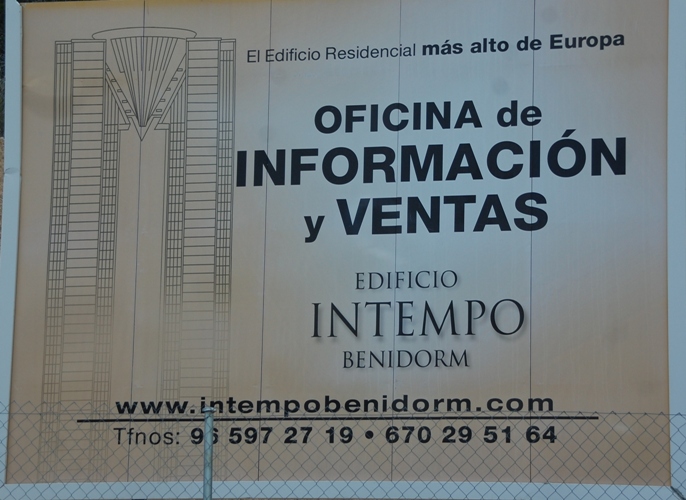 El Edificio Residencial más alto de Europa
OFICINA de
INFORMACIÓN
y VENTAS
EDIFICIO
INTEMPO
BENIDORM
www.intempobenidorm.com
Tfnos: 96 597 27 19 • 670 29 51 64